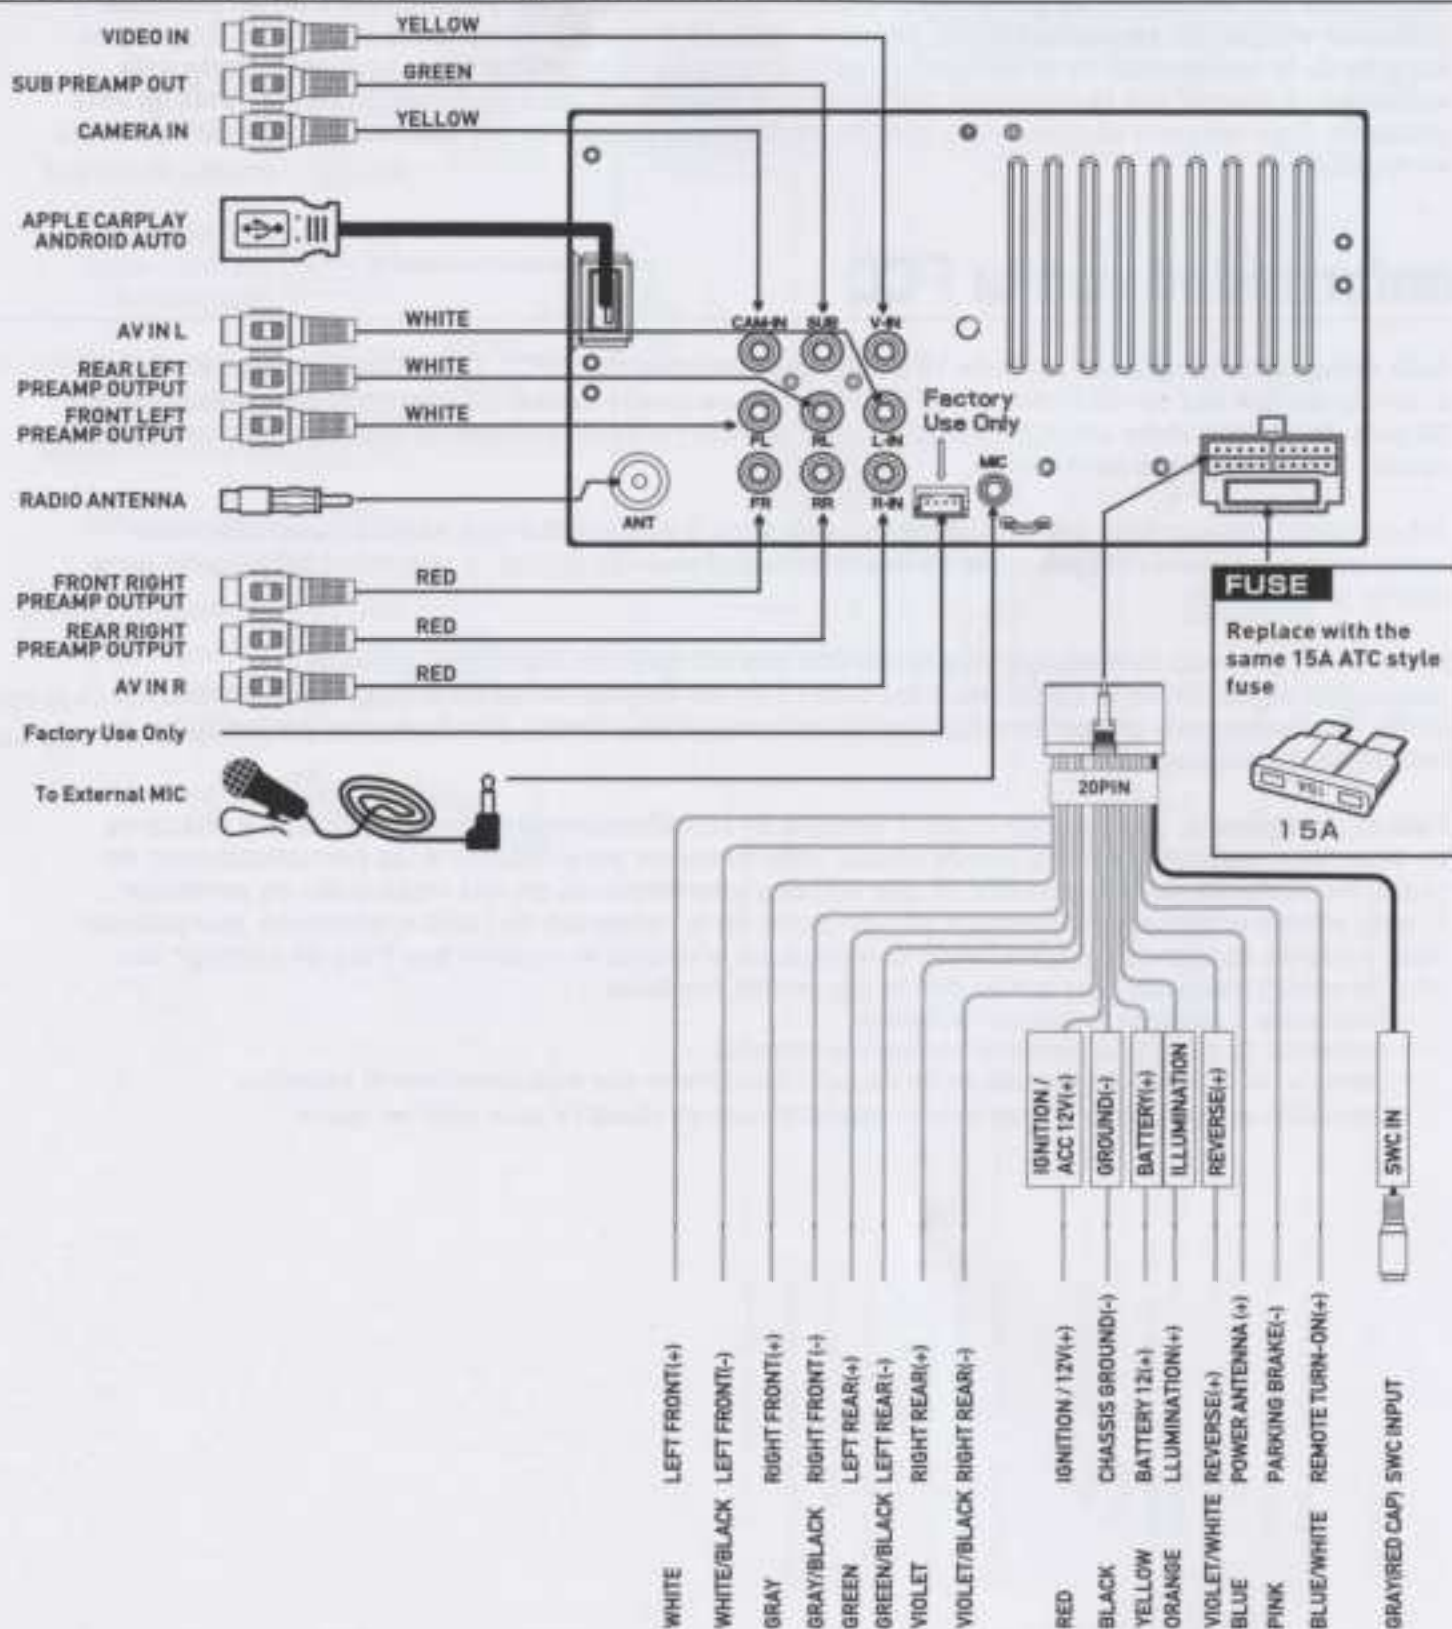 VIDEO IN
YELLOW
SUB PREAMP OUT
GREEN
CAMERA IN
YELLOW
APPLE CARPLAY
ANDROID AUTO
AV IN L
WHITE
REAR LEFT
PREAMP OUTPUT
WHITE
FRONT LEFT
PREAMP OUTPUT
WHITE
RADIO ANTENNA
CAM-IN
SUB
V-IN
FL
RL
L-IN
FR
RR
R-IN
ANT
Factory
Use Only
MIC
FRONT RIGHT
PREAMP OUTPUT
RED
REAR RIGHT
PREAMP OUTPUT
RED
AV IN R
RED
Factory Use Only
To External MIC
FUSE
Replace with the
same 15A ATC style
fuse
15A
15A
20PIN
IGNITION /
ACC 12V(+)
GROUND(-)
BATTERY(+)
ILLUMINATION
REVERSE(+)
SWC IN
WHITE LEFT FRONT(+)
WHITE/BLACK LEFT FRONT(-)
GRAY RIGHT FRONT(+)
GRAY/BLACK RIGHT FRONT (-)
GREEN LEFT REAR(+)
GREEN/BLACK LEFT REAR(-)
VIOLET RIGHT REAR(+)
VIOLET/BLACK RIGHT REAR(-)
RED IGNITION / 12V(+)
BLACK CHASSIS GROUND(-)
YELLOW BATTERY 12(+)
ORANGE LLUMINATION(+)
VIOLET/WHITE REVERSE(+)
BLUE POWER ANTENNA (+)
PINK PARKING BRAKE(-)
BLUE/WHITE REMOTE TURN-ON(+)
GRAY(RED CAP) SWC INPUT